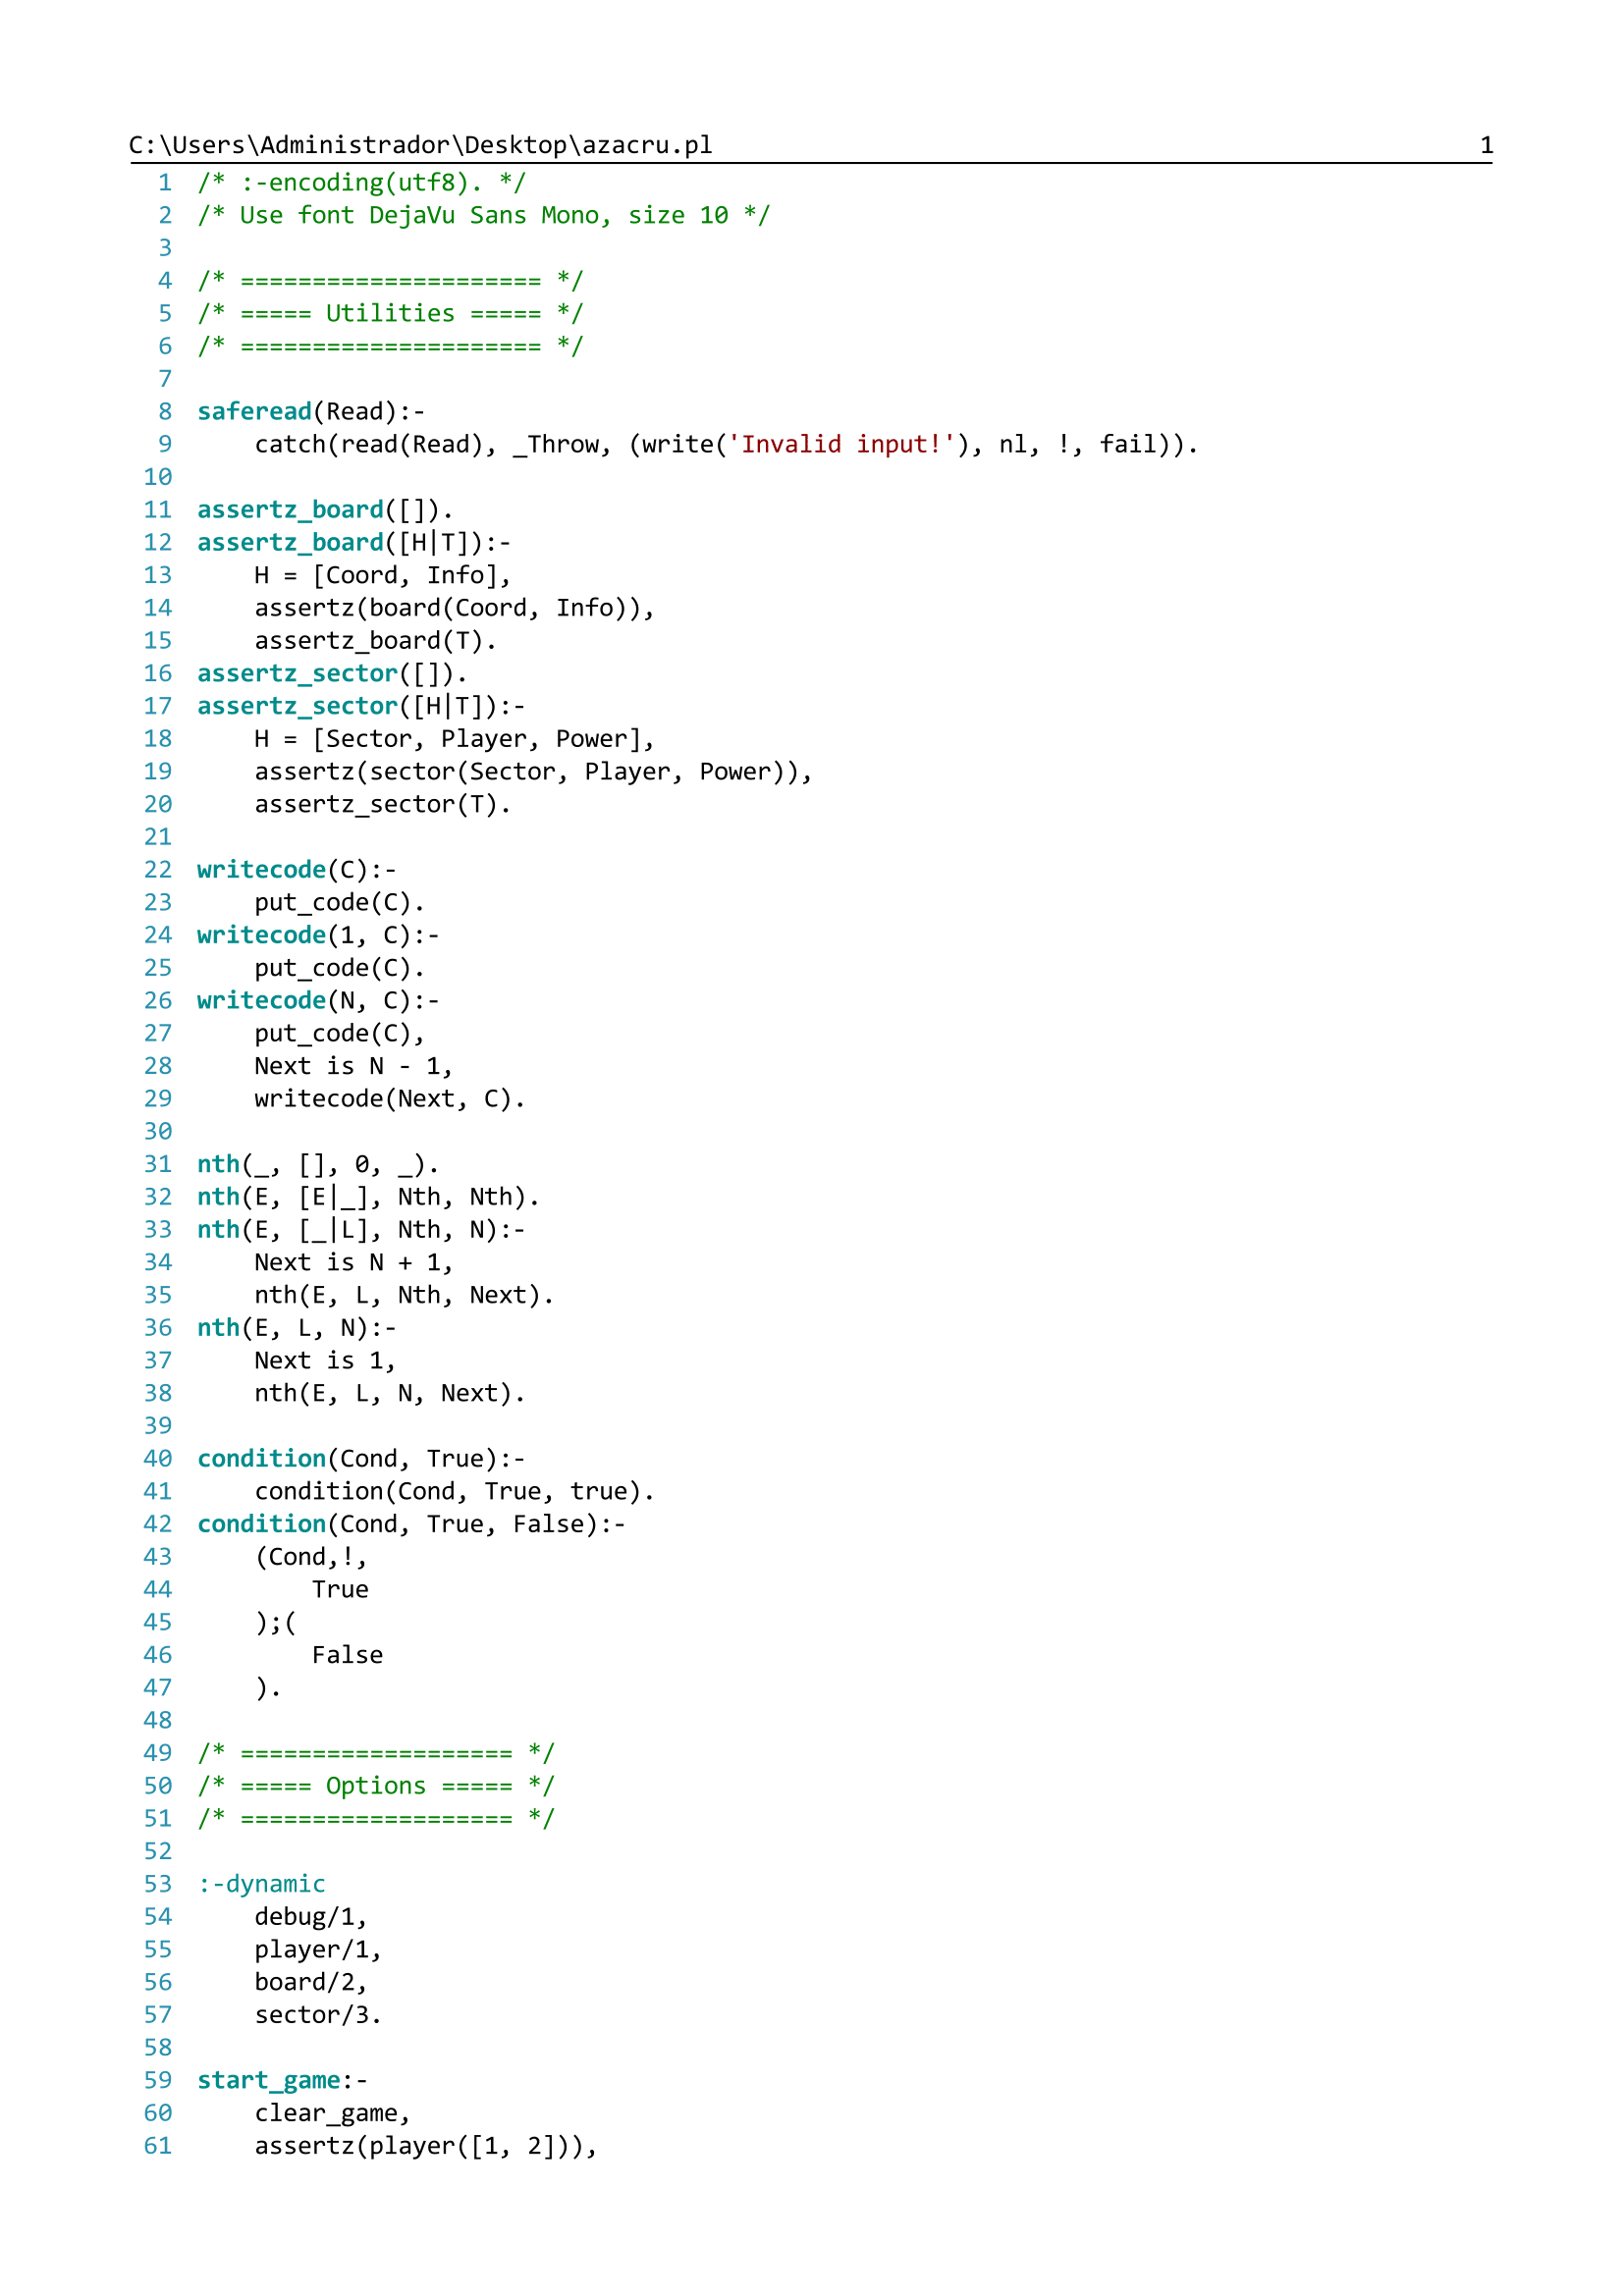 C:\Users\Administrador\Desktop\azacru.pl 1
1 /* :-encoding(utf8). */
2 /* Use font DejaVu Sans Mono, size 10 */
3
4 /* ===================== */
5 /* ===== Utilities ===== */
6 /* ===================== */
7
8 saferead(Read):-
9     catch(read(Read), _Throw, (write('Invalid input!'), nl, !, fail)).
10
11 assertz_board([]).
12 assertz_board([H|T]):-
13     H = [Coord, Info],
14     assertz(board(Coord, Info)),
15     assertz_board(T).
16 assertz_sector([]).
17 assertz_sector([H|T]):-
18     H = [Sector, Player, Power],
19     assertz(sector(Sector, Player, Power)),
20     assertz_sector(T).
21
22 writecode(C):-
23     put_code(C).
24 writecode(1, C):-
25     put_code(C).
26 writecode(N, C):-
27     put_code(C),
28     Next is N - 1,
29     writecode(Next, C).
30
31 nth(_, [], 0, _).
32 nth(E, [E|_], Nth, Nth).
33 nth(E, [_|L], Nth, N):-
34     Next is N + 1,
35     nth(E, L, Nth, Next).
36 nth(E, L, N):-
37     Next is 1,
38     nth(E, L, N, Next).
39
40 condition(Cond, True):-
41     condition(Cond, True, true).
42 condition(Cond, True, False):-
43     (Cond,!,
44         True
45     );(
46         False
47     ).
48
49 /* =================== */
50 /* ===== Options ===== */
51 /* =================== */
52
53 :-dynamic
54     debug/1,
55     player/1,
56     board/2,
57     sector/3.
58
59 start_game:-
60     clear_game,
61     assertz(player([1, 2])),